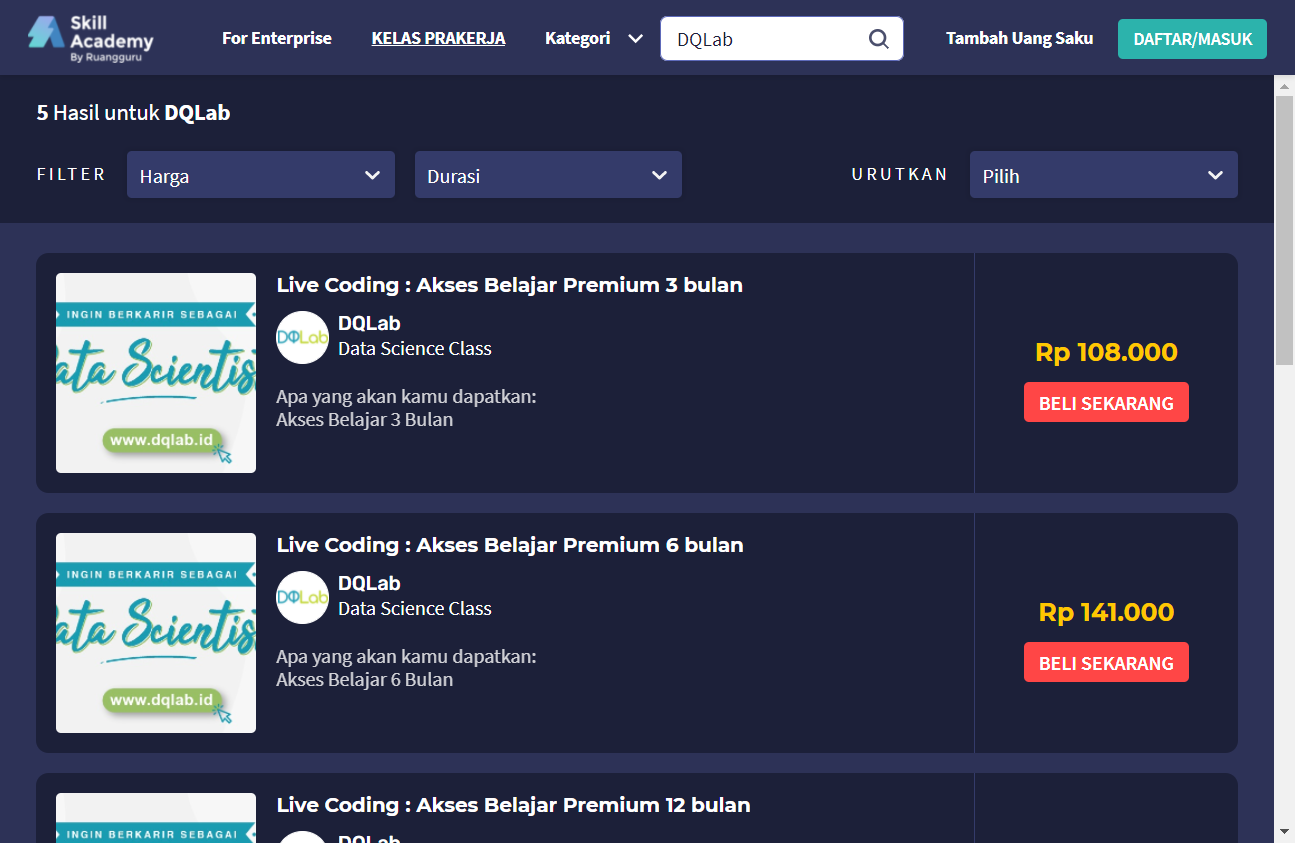 Skill Academy By Ruangguru
For Enterprise
KELAS PRAKERJA
Kategori
DQLab
Tambah Uang Saku
DAFTAR/MASUK
5 Hasil untuk DQLab
FILTER
Harga
Durasi
URUTKAN
Pilih
INGIN BERKARIR SEBAGAI
Scientis
www.dqlab.id
Live Coding : Akses Belajar Premium 3 bulan
DQLab
DQLab
Data Science Class
Apa yang akan kamu dapatkan:
Akses Belajar 3 Bulan
Rp 108.000
BELI SEKARANG
INGIN BERKARIR SEBAGAI
Scientis
www.dqlab.id
Live Coding : Akses Belajar Premium 6 bulan
DQLab
DQLab
Data Science Class
Apa yang akan kamu dapatkan:
Akses Belajar 6 Bulan
Rp 141.000
BELI SEKARANG
INGIN BERKARIR SEBAGAI
Live Coding : Akses Belajar Premium 12 bulan
DQLab